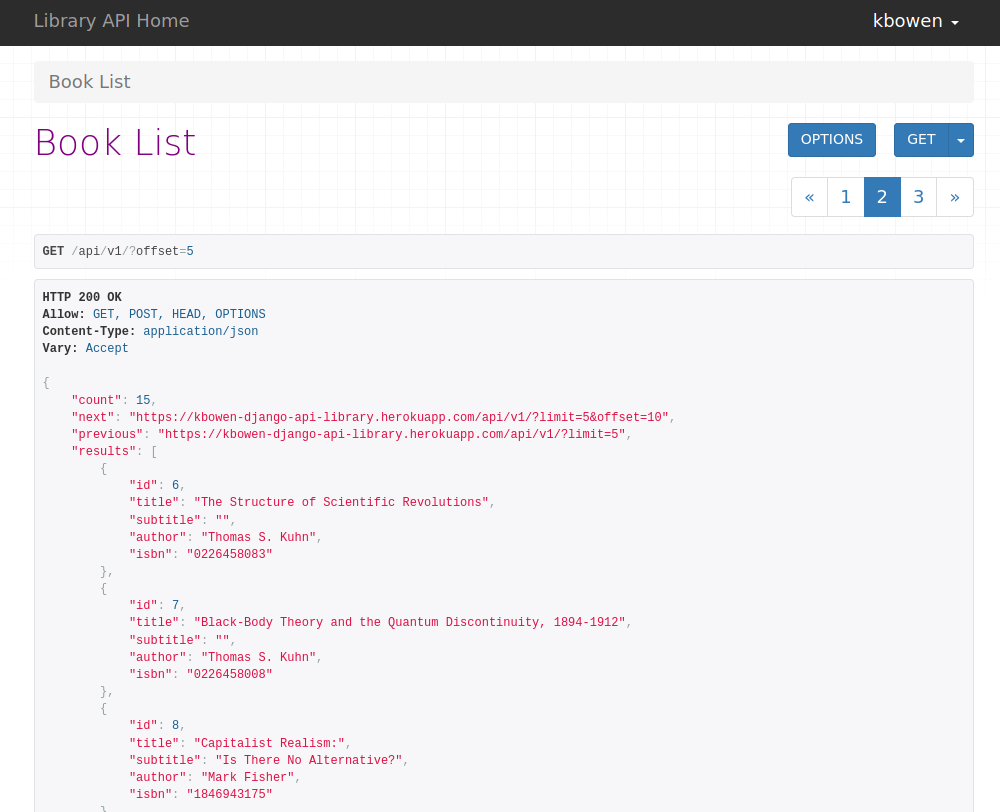 Library API Home kbowen
Book List
Book List OPTIONS GET
« 1 2 3 »
GET /api/v1/?offset=5
HTTP 200 OK
Allow: GET, POST, HEAD, OPTIONS
Content-Type: application/json
Vary: Accept
{
"count": 15,
"next": "https://kbowen-django-api-library.herokuapp.com/api/v1/?limit=5&offset=10",
"previous": "https://kbowen-django-api-library.herokuapp.com/api/v1/?limit=5",
"results": [
{
"id": 6,
"title": "The Structure of Scientific Revolutions",
"subtitle": "",
"author": "Thomas S. Kuhn",
"isbn": "0226458083"
},
{
"id": 7,
"title": "Black-Body Theory and the Quantum Discontinuity, 1894-1912",
"subtitle": "",
"author": "Thomas S. Kuhn",
"isbn": "0226458008"
},
{
"id": 8,
"title": "Capitalist Realism:",
"subtitle": "Is There No Alternative?",
"author": "Mark Fisher",
"isbn": "1846943175"
},